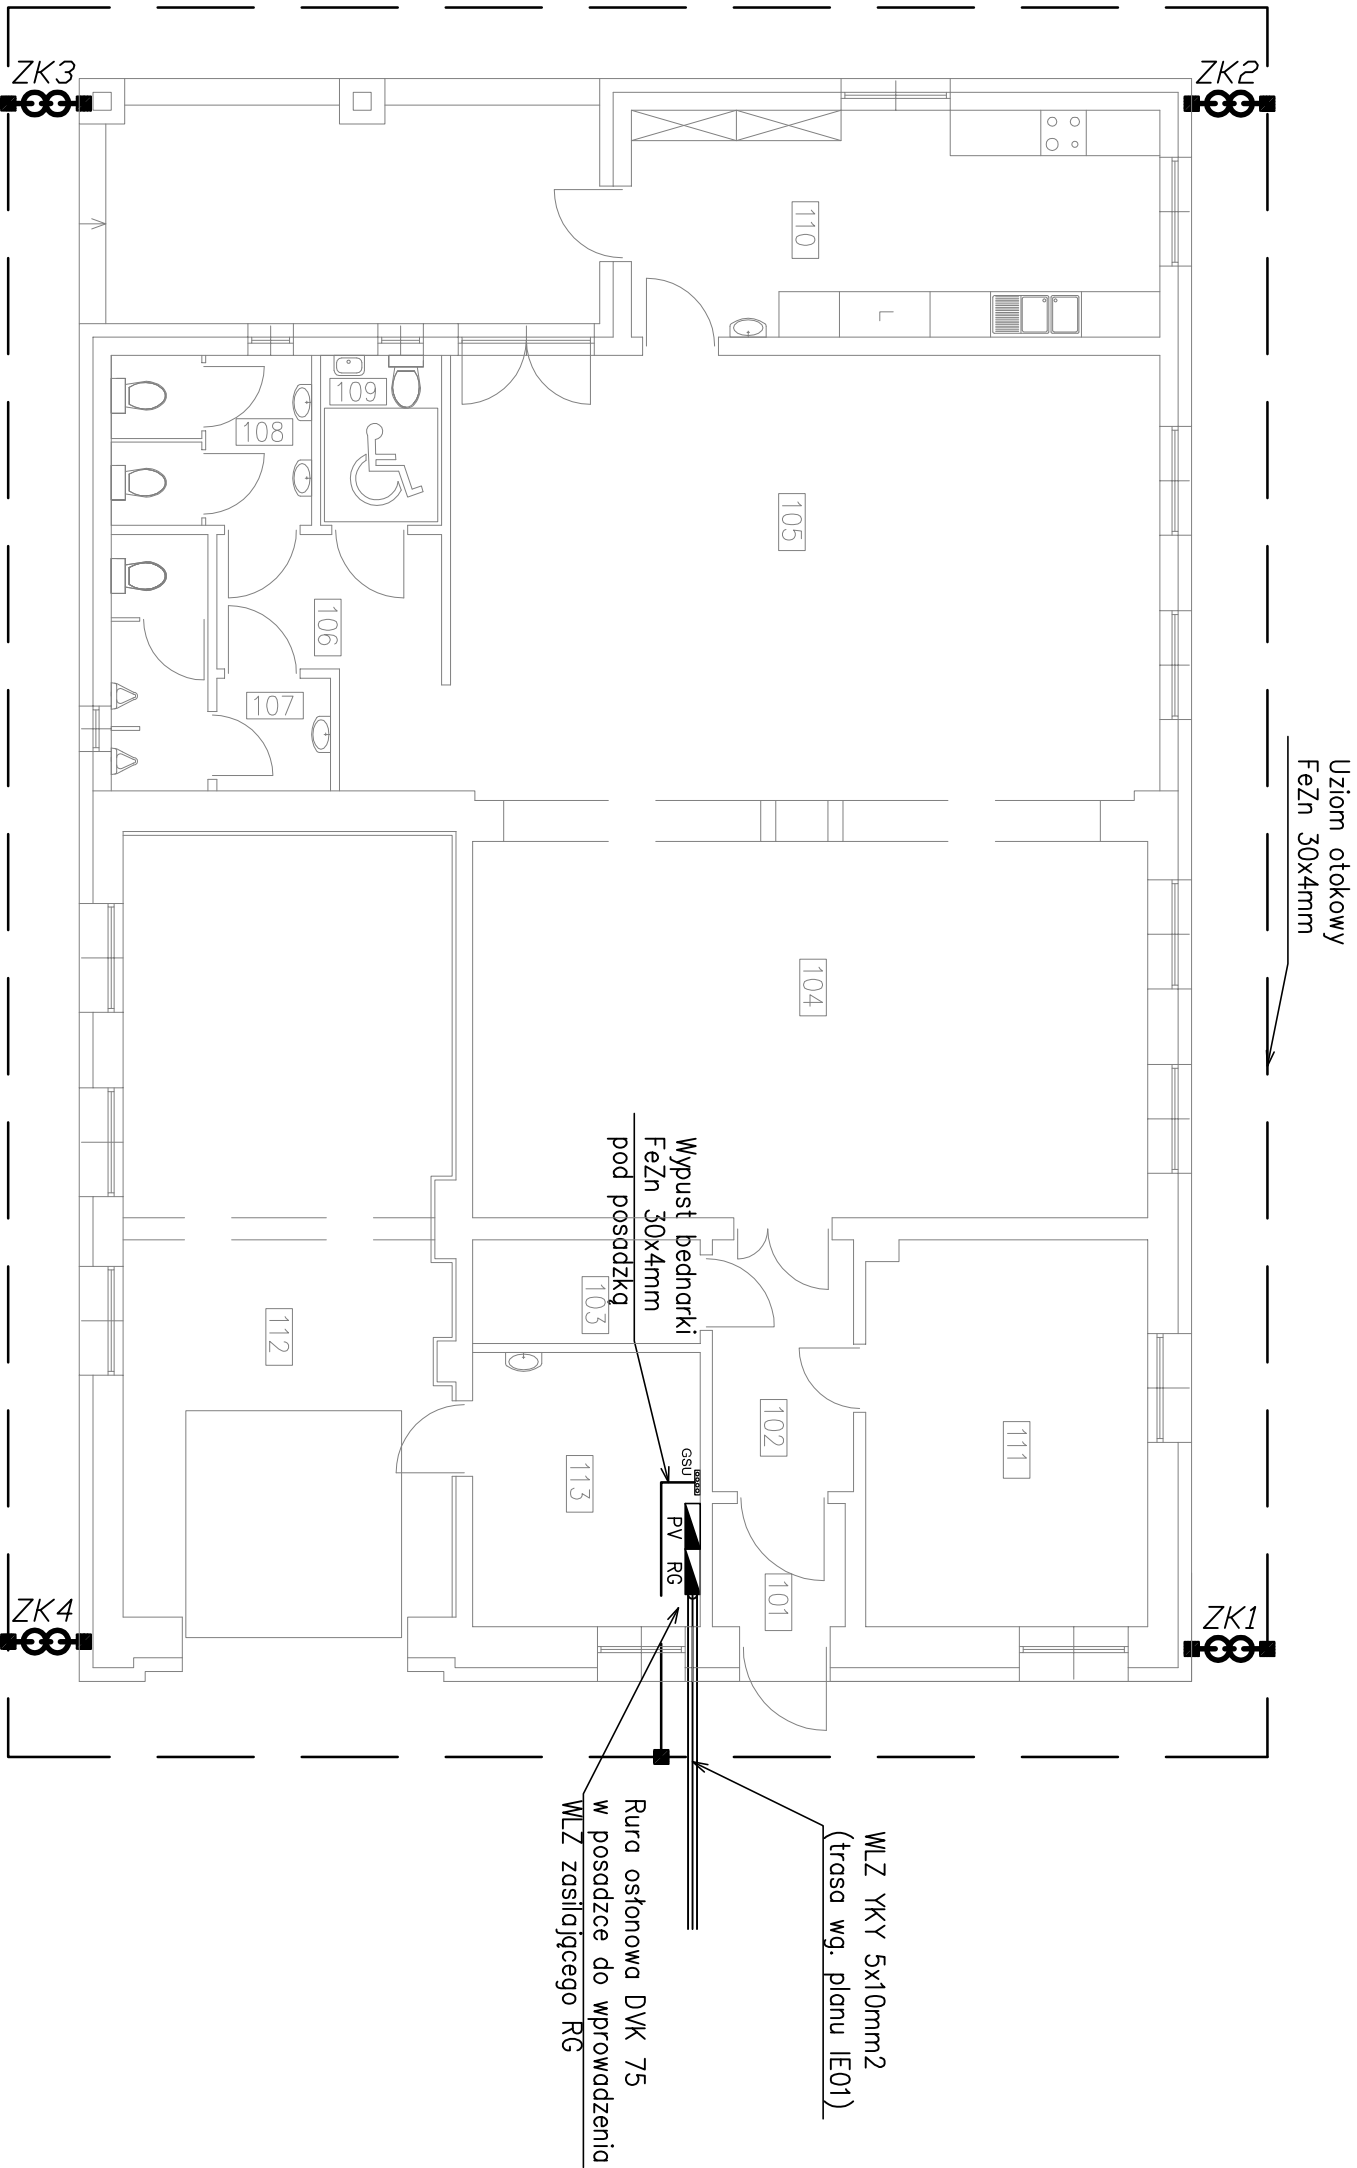 ZK3
ZK2
110
L
109
108
105
106
107
Uziom otokowy
FeZn 30x4mm
104
Wypust bednarki
FeZn 30x4mm
pod posadzką
103
112
102
111
113
GSU
PV
RG
101
ZK4
ZK1
WLZ YKY 5x10mm2
(trasa wg. planu IE01)
Rura osłonowa DVK 75
w posadzce do wprowadzenia
WLZ zasilającego RG